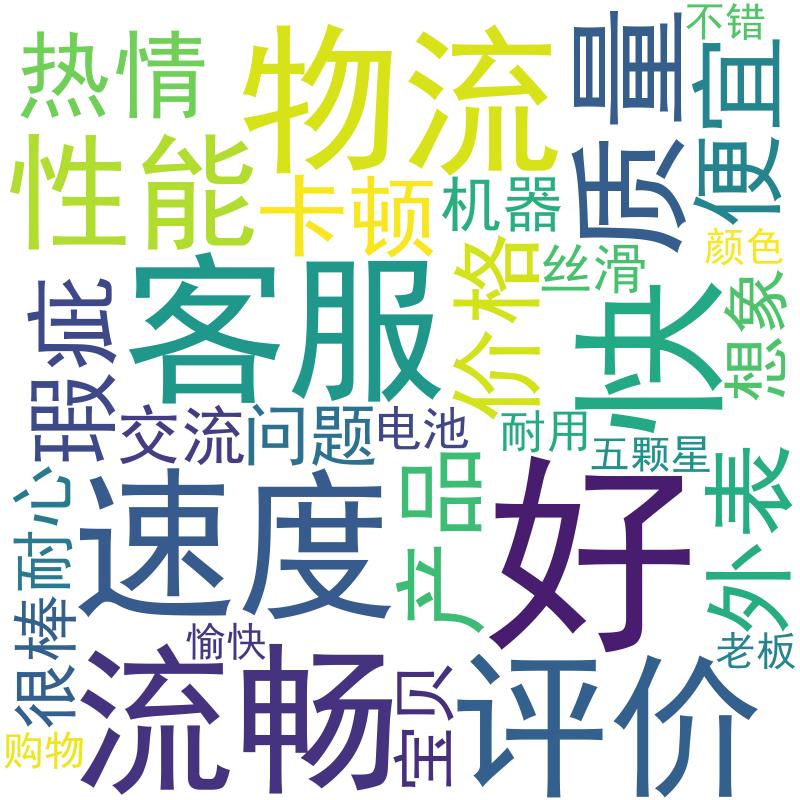 不错
热情
物流
质量
便宜
性能
卡顿
机器
颜色
客服
价格
丝滑
快
想象
瑕疵
交流
问题
电池
耐用
五颗星
外表
耐心
速度
产品
好
很棒
愉快
老板
流畅
宝贝
评价
购物